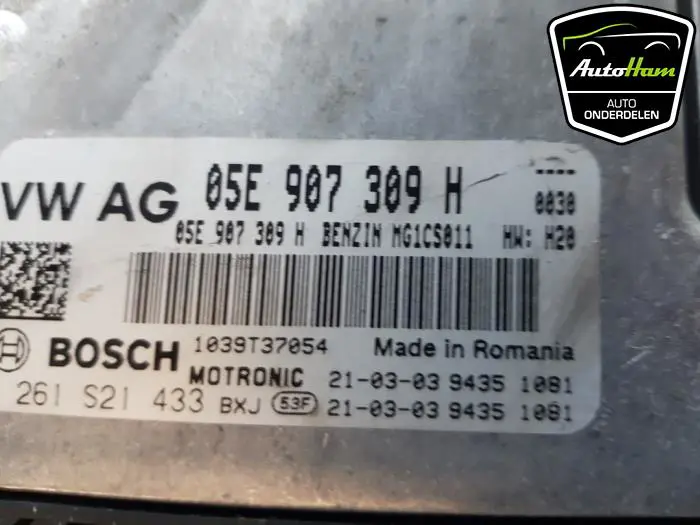 AutoHam
AUTO
ONDERDELEN
VW AG 05E 907 309 H ----
0030
05E 907 309 H BENZIN MG1CS011 HW: H20
BOSCH 1039T37054 Made in Romania
MOTRONIC 21-03-03 9435 1081
261 S21 433 BXJ 53F 21-03-03 9435 1081